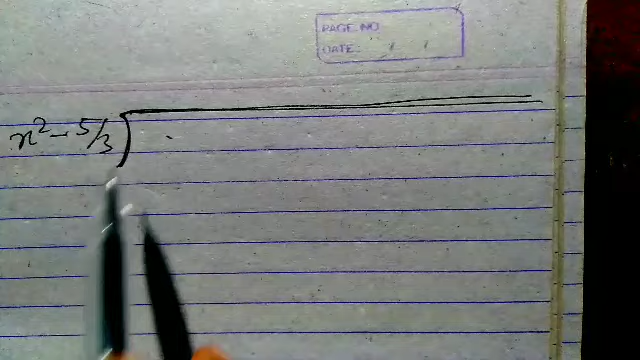 PAGE NO
DATE: / /
x² - 5/3